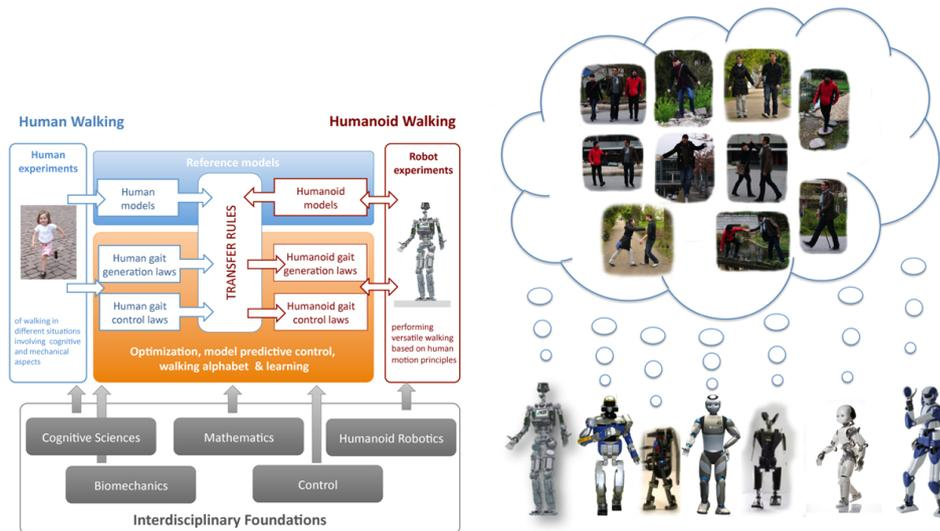 Human Walking
Humanoid Walking
Human
experiments
of walking in
different situations
involving cognitive
and mechanical
aspects
Reference models
Human
models
Humanoid
models
TRANSFER RULES
Human gait
generation laws
Humanoid gait
generation laws
Human gait
control laws
Humanoid gait
control laws
Optimization, model predictive control,
walking alphabet & learning
Robot
experiments
performing
versatile walking
based on human
motion principles
Cognitive Sciences
Mathematics
Humanoid Robotics
Biomechanics
Control
Interdisciplinary Foundations